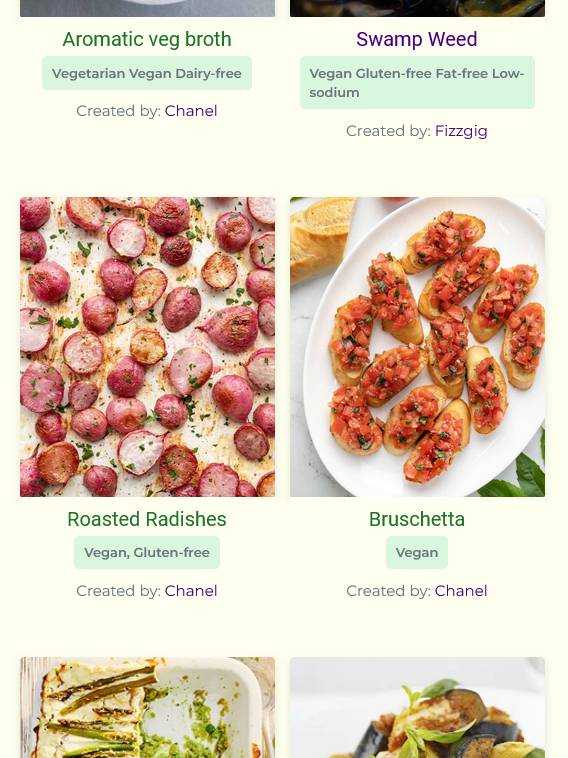 Aromatic veg broth
Vegetarian Vegan Dairy-free
Created by: Chanel
Swamp Weed
Vegan Gluten-free Fat-free Low-
sodium
Created by: Fizzgig
Roasted Radishes
Vegan, Gluten-free
Created by: Chanel
Bruschetta
Vegan
Created by: Chanel